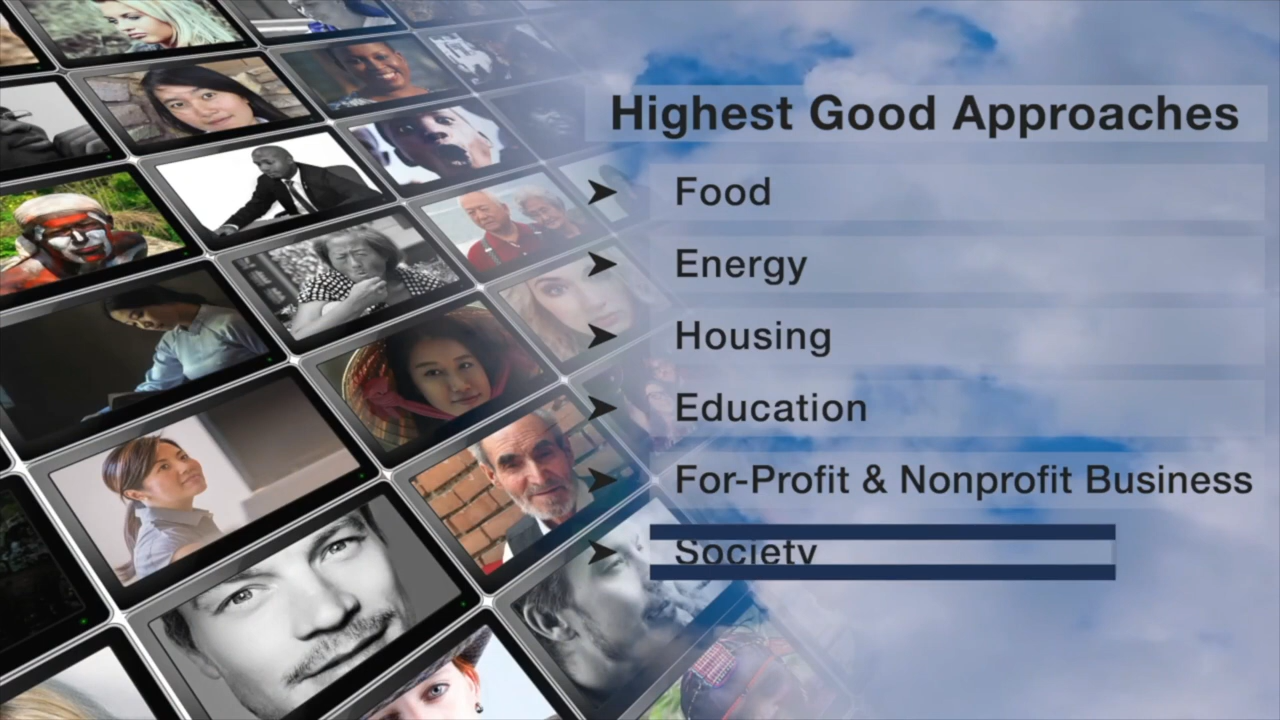 Highest Good Approaches
Food
Energy
Housing
Education
For-Profit & Nonprofit Business
Society